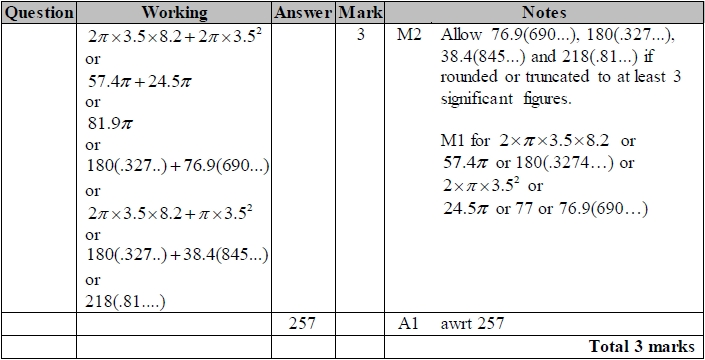 Question Working Answer Mark Notes
2π×3.5×8.2+2π×3.5² 3 M2 Allow 76.9(690...), 180(.327...),
or 38.4(845...) and 218(.81...) if
57.4π+24.5π rounded or truncated to at least 3
or significant figures.
81.9π
or M1 for 2×π×3.5×8.2 or
180(.327..)+76.9(690...) 57.4π or 180(.3274…) or
or 2×π×3.5² or
2π×3.5×8.2+π×3.5² 24.5π or 77 or 76.9(690…)
or
180(.327..)+38.4(845...)
or
218(.81....)
257 A1 awrt 257
Total 3 marks